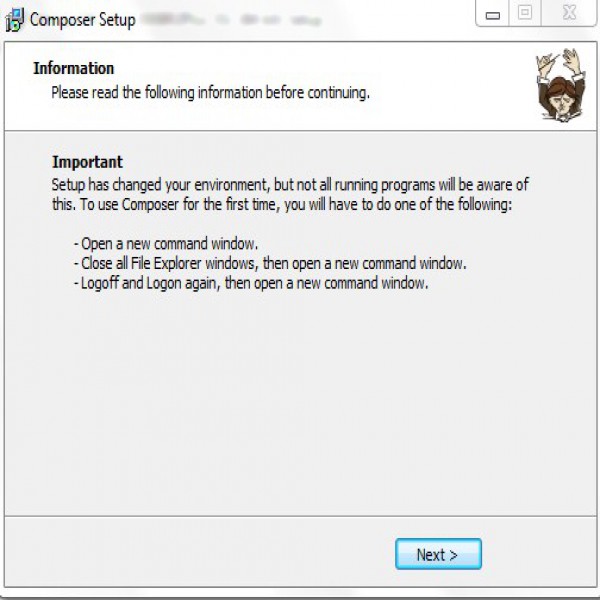 Composer Setup
Information
Please read the following information before continuing.
Important
Setup has changed your environment, but not all running programs will be aware of
this. To use Composer for the first time, you will have to do one of the following:
- Open a new command window.
- Close all File Explorer windows, then open a new command window.
- Logoff and Logon again, then open a new command window.
Next >